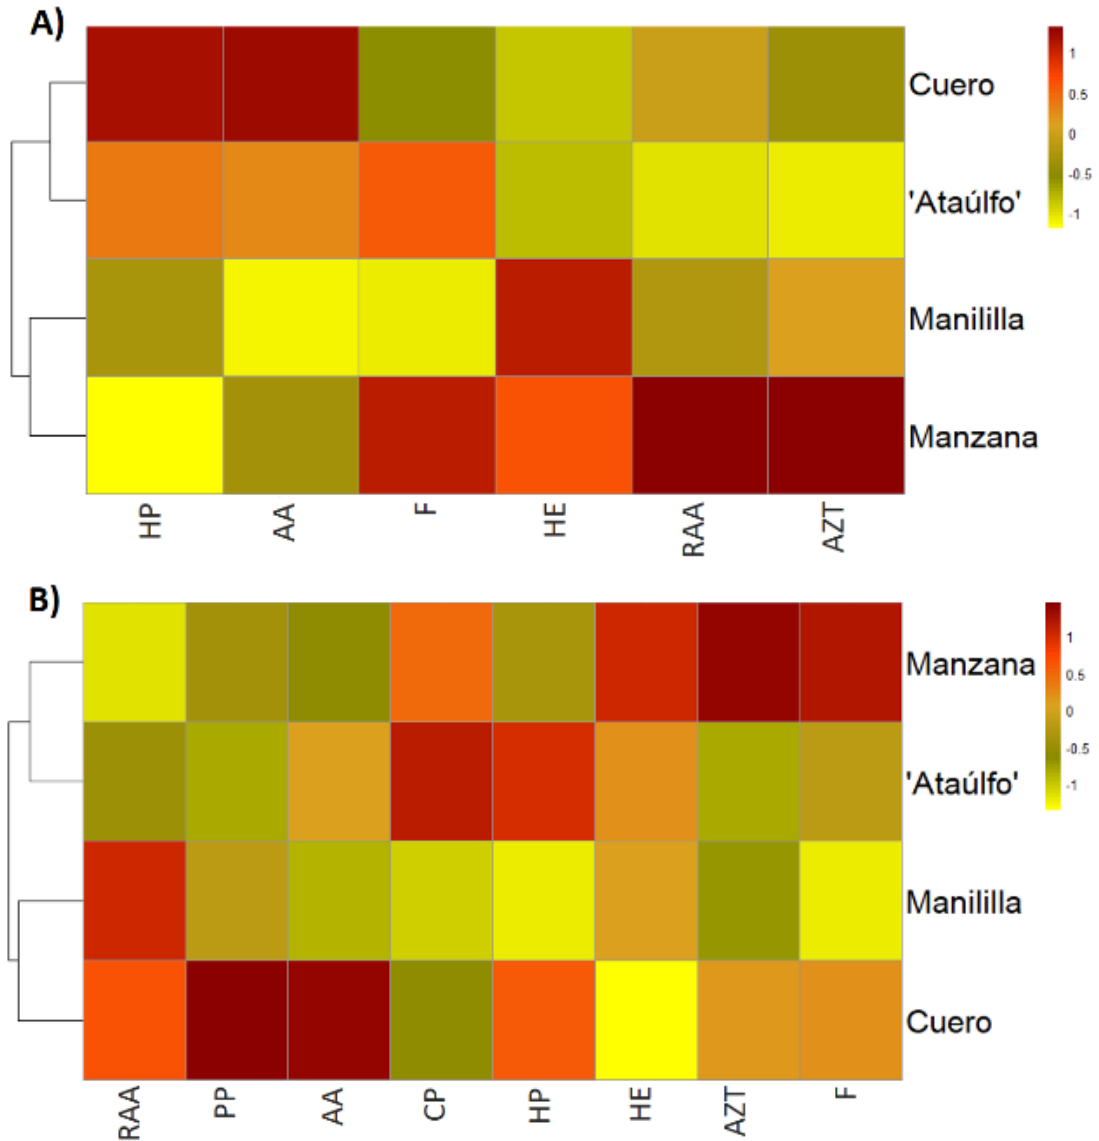 A)
Cuero
'Ataúlfo'
Manililla
Manzana
1
0.5
0
-0.5
-1
HP AA F HE RAA AZT
B)
Manzana
'Ataúlfo'
Manililla
Cuero
1
0.5
0
-0.5
-1
RAA PP AA CP HP HE AZT F